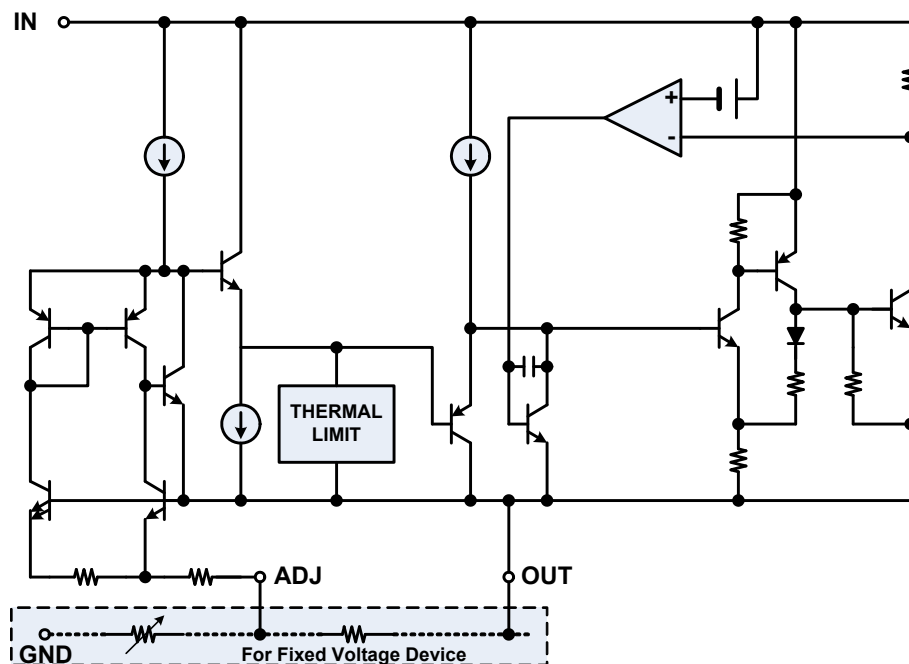 IN
+
-
THERMAL
LIMIT
ADJ
OUT
GND
For Fixed Voltage Device